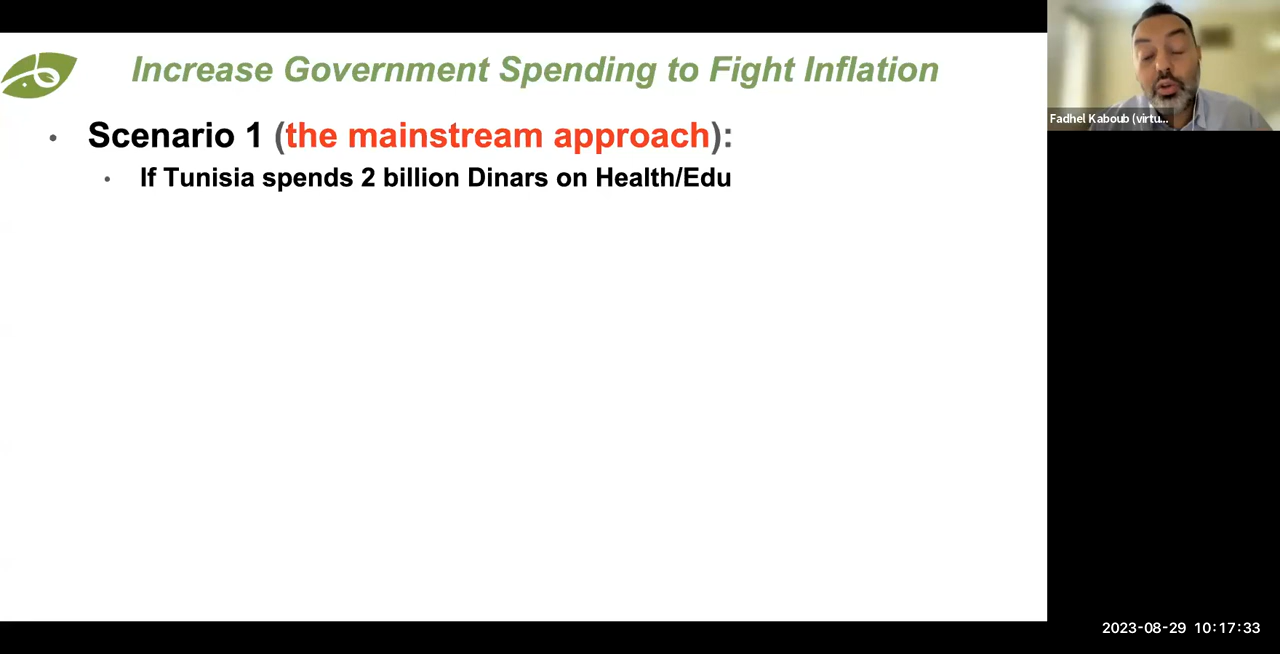 Increase Government Spending to Fight Inflation
• Scenario 1 (the mainstream approach):
• If Tunisia spends 2 billion Dinars on Health/Edu
Fadhel Kaboub (virtu...
2023-08-29 10:17:33